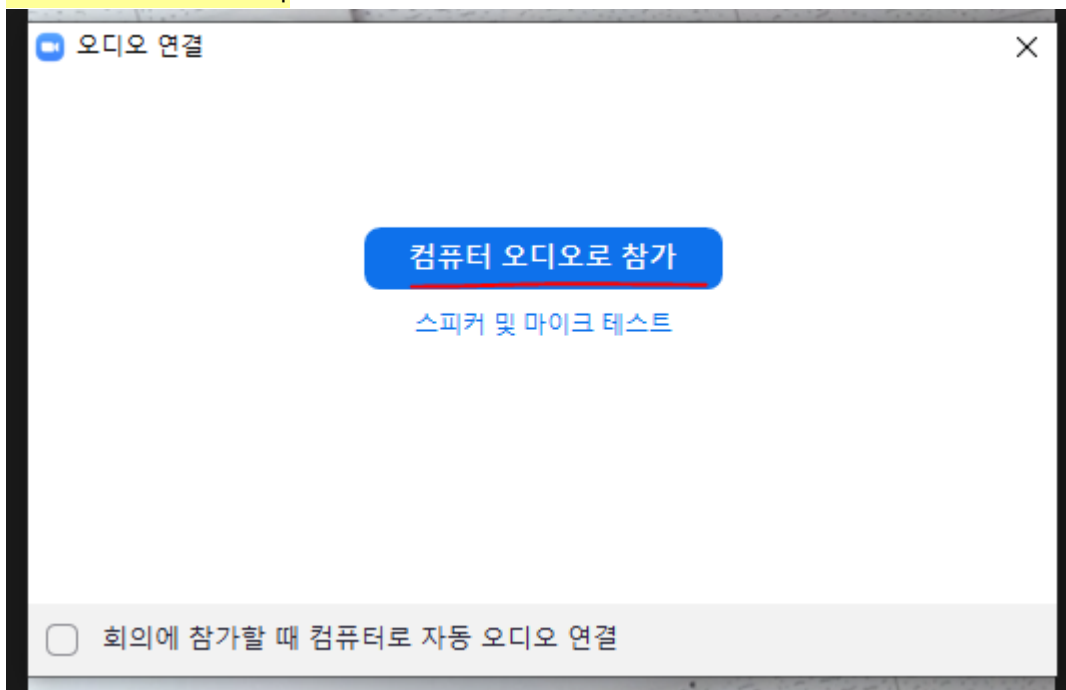 오디오 연결
컴퓨터 오디오로 참가
스피커 및 마이크 테스트
회의에 참가할 때 컴퓨터로 자동 오디오 연결